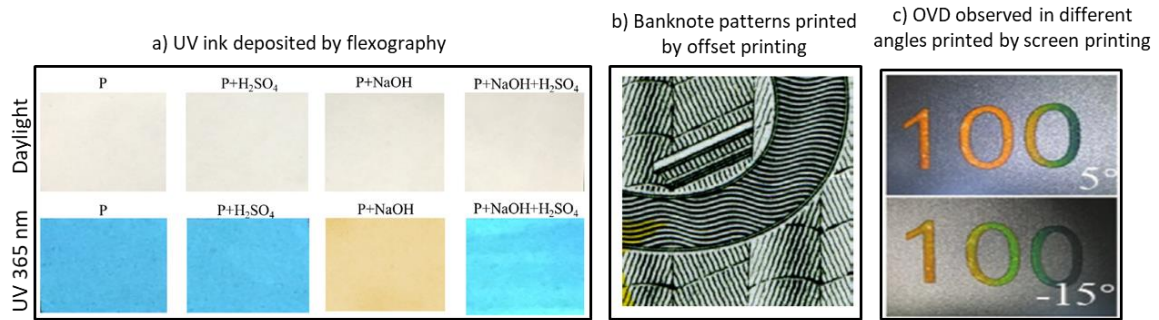 a) UV ink deposited by flexography
b) Banknote patterns printed
by offset printing
c) OVD observed in different
angles printed by screen printing
Daylight
P
P+H₂SO₄
P+NaOH
P+NaOH+H₂SO₄
UV 365 nm
P
P+H₂SO₄
P+NaOH
P+NaOH+H₂SO₄
100
5°
100
-15°